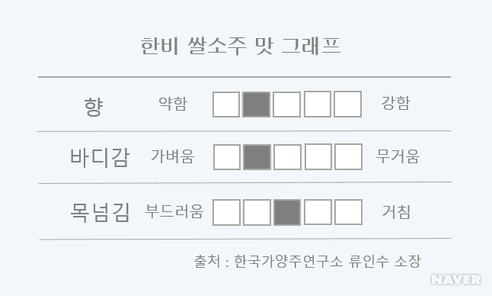 한비 쌀소주 맛 그래프
향 약함 강함
바디감 가벼움 무거움
목넘김 부드러움 거침
출처 : 한국가양주연구소 류인수 소장
NAVER